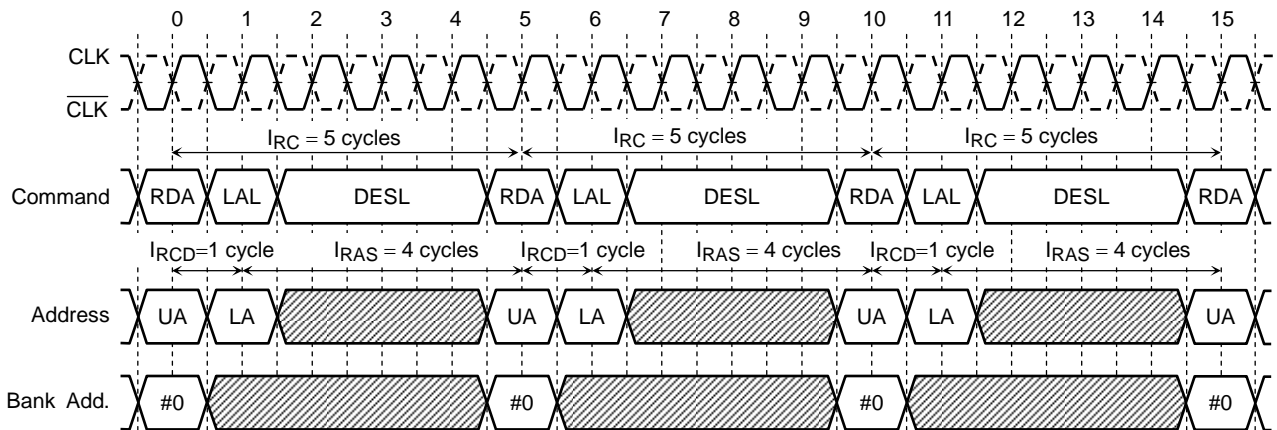 0 1 2 3 4 5 6 7 8 9 10 11 12 13 14 15
CLK
C̅L̅K̅
IRC = 5 cycles IRC = 5 cycles IRC = 5 cycles
Command RDA LAL DESL RDA LAL DESL RDA LAL DESL RDA
IRCD=1 cycle IRAS = 4 cycles IRCD=1 cycle IRAS = 4 cycles IRCD=1 cycle IRAS = 4 cycles
Address UA LA UA LA UA LA UA
Bank Add. #0 #0 #0 #0